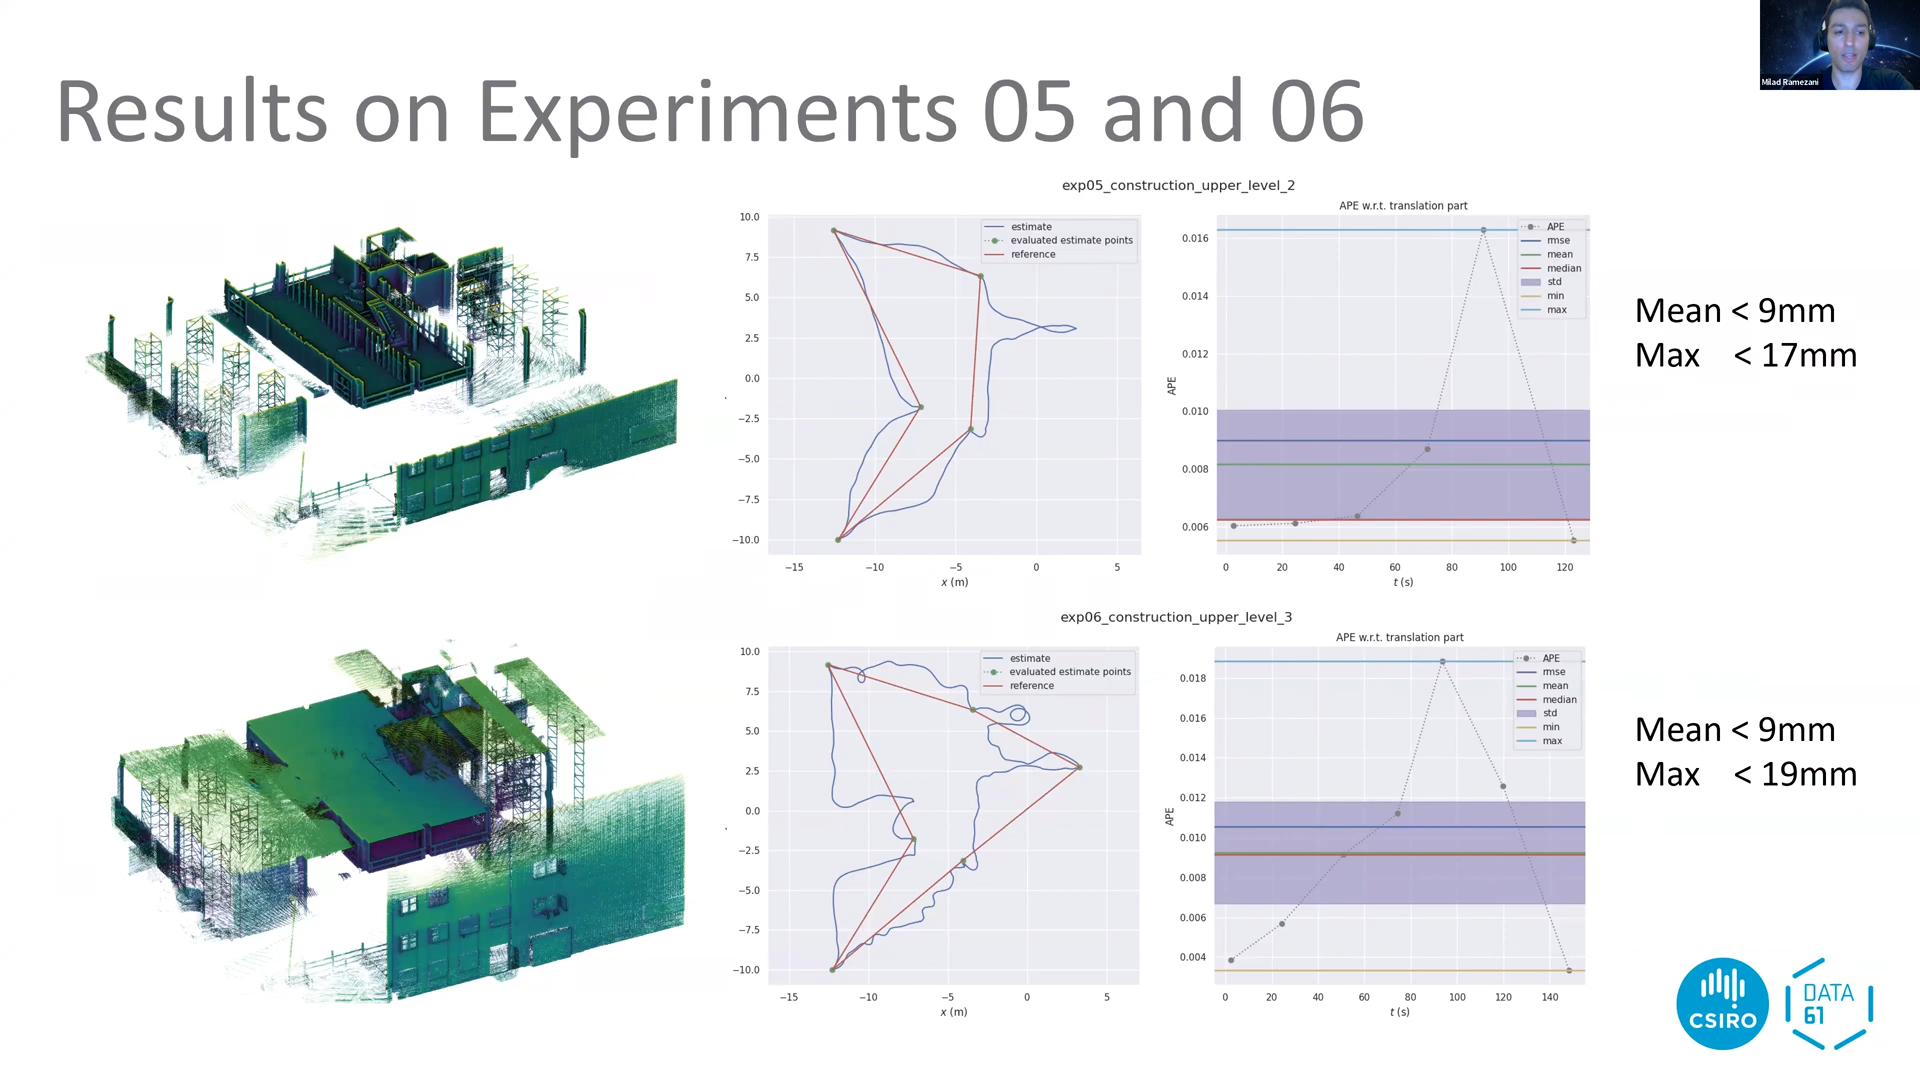 Milad Ramezani
Results on Experiments 05 and 06
exp05_construction_upper_level_2
APE w.r.t. translation part
10.0
7.5
5.0
2.5
0.0
−2.5
−5.0
−7.5
−10.0
−15
−10
−5
0
5
x (m)
estimate
evaluated estimate points
reference
0.016
0.014
0.012
0.010
0.008
0.006
APE
0
20
40
60
80
100
120
t (s)
APE
rmse
mean
median
std
min
max
Mean < 9mm
Max < 17mm
exp06_construction_upper_level_3
APE w.r.t. translation part
10.0
7.5
5.0
2.5
0.0
−2.5
−5.0
−7.5
−10.0
−15
−10
−5
0
5
x (m)
estimate
evaluated estimate points
reference
0.018
0.016
0.014
0.012
0.010
0.008
0.006
0.004
APE
0
20
40
60
80
100
120
140
t (s)
APE
rmse
mean
median
std
min
max
Mean < 9mm
Max < 19mm
CSIRO
DATA
61